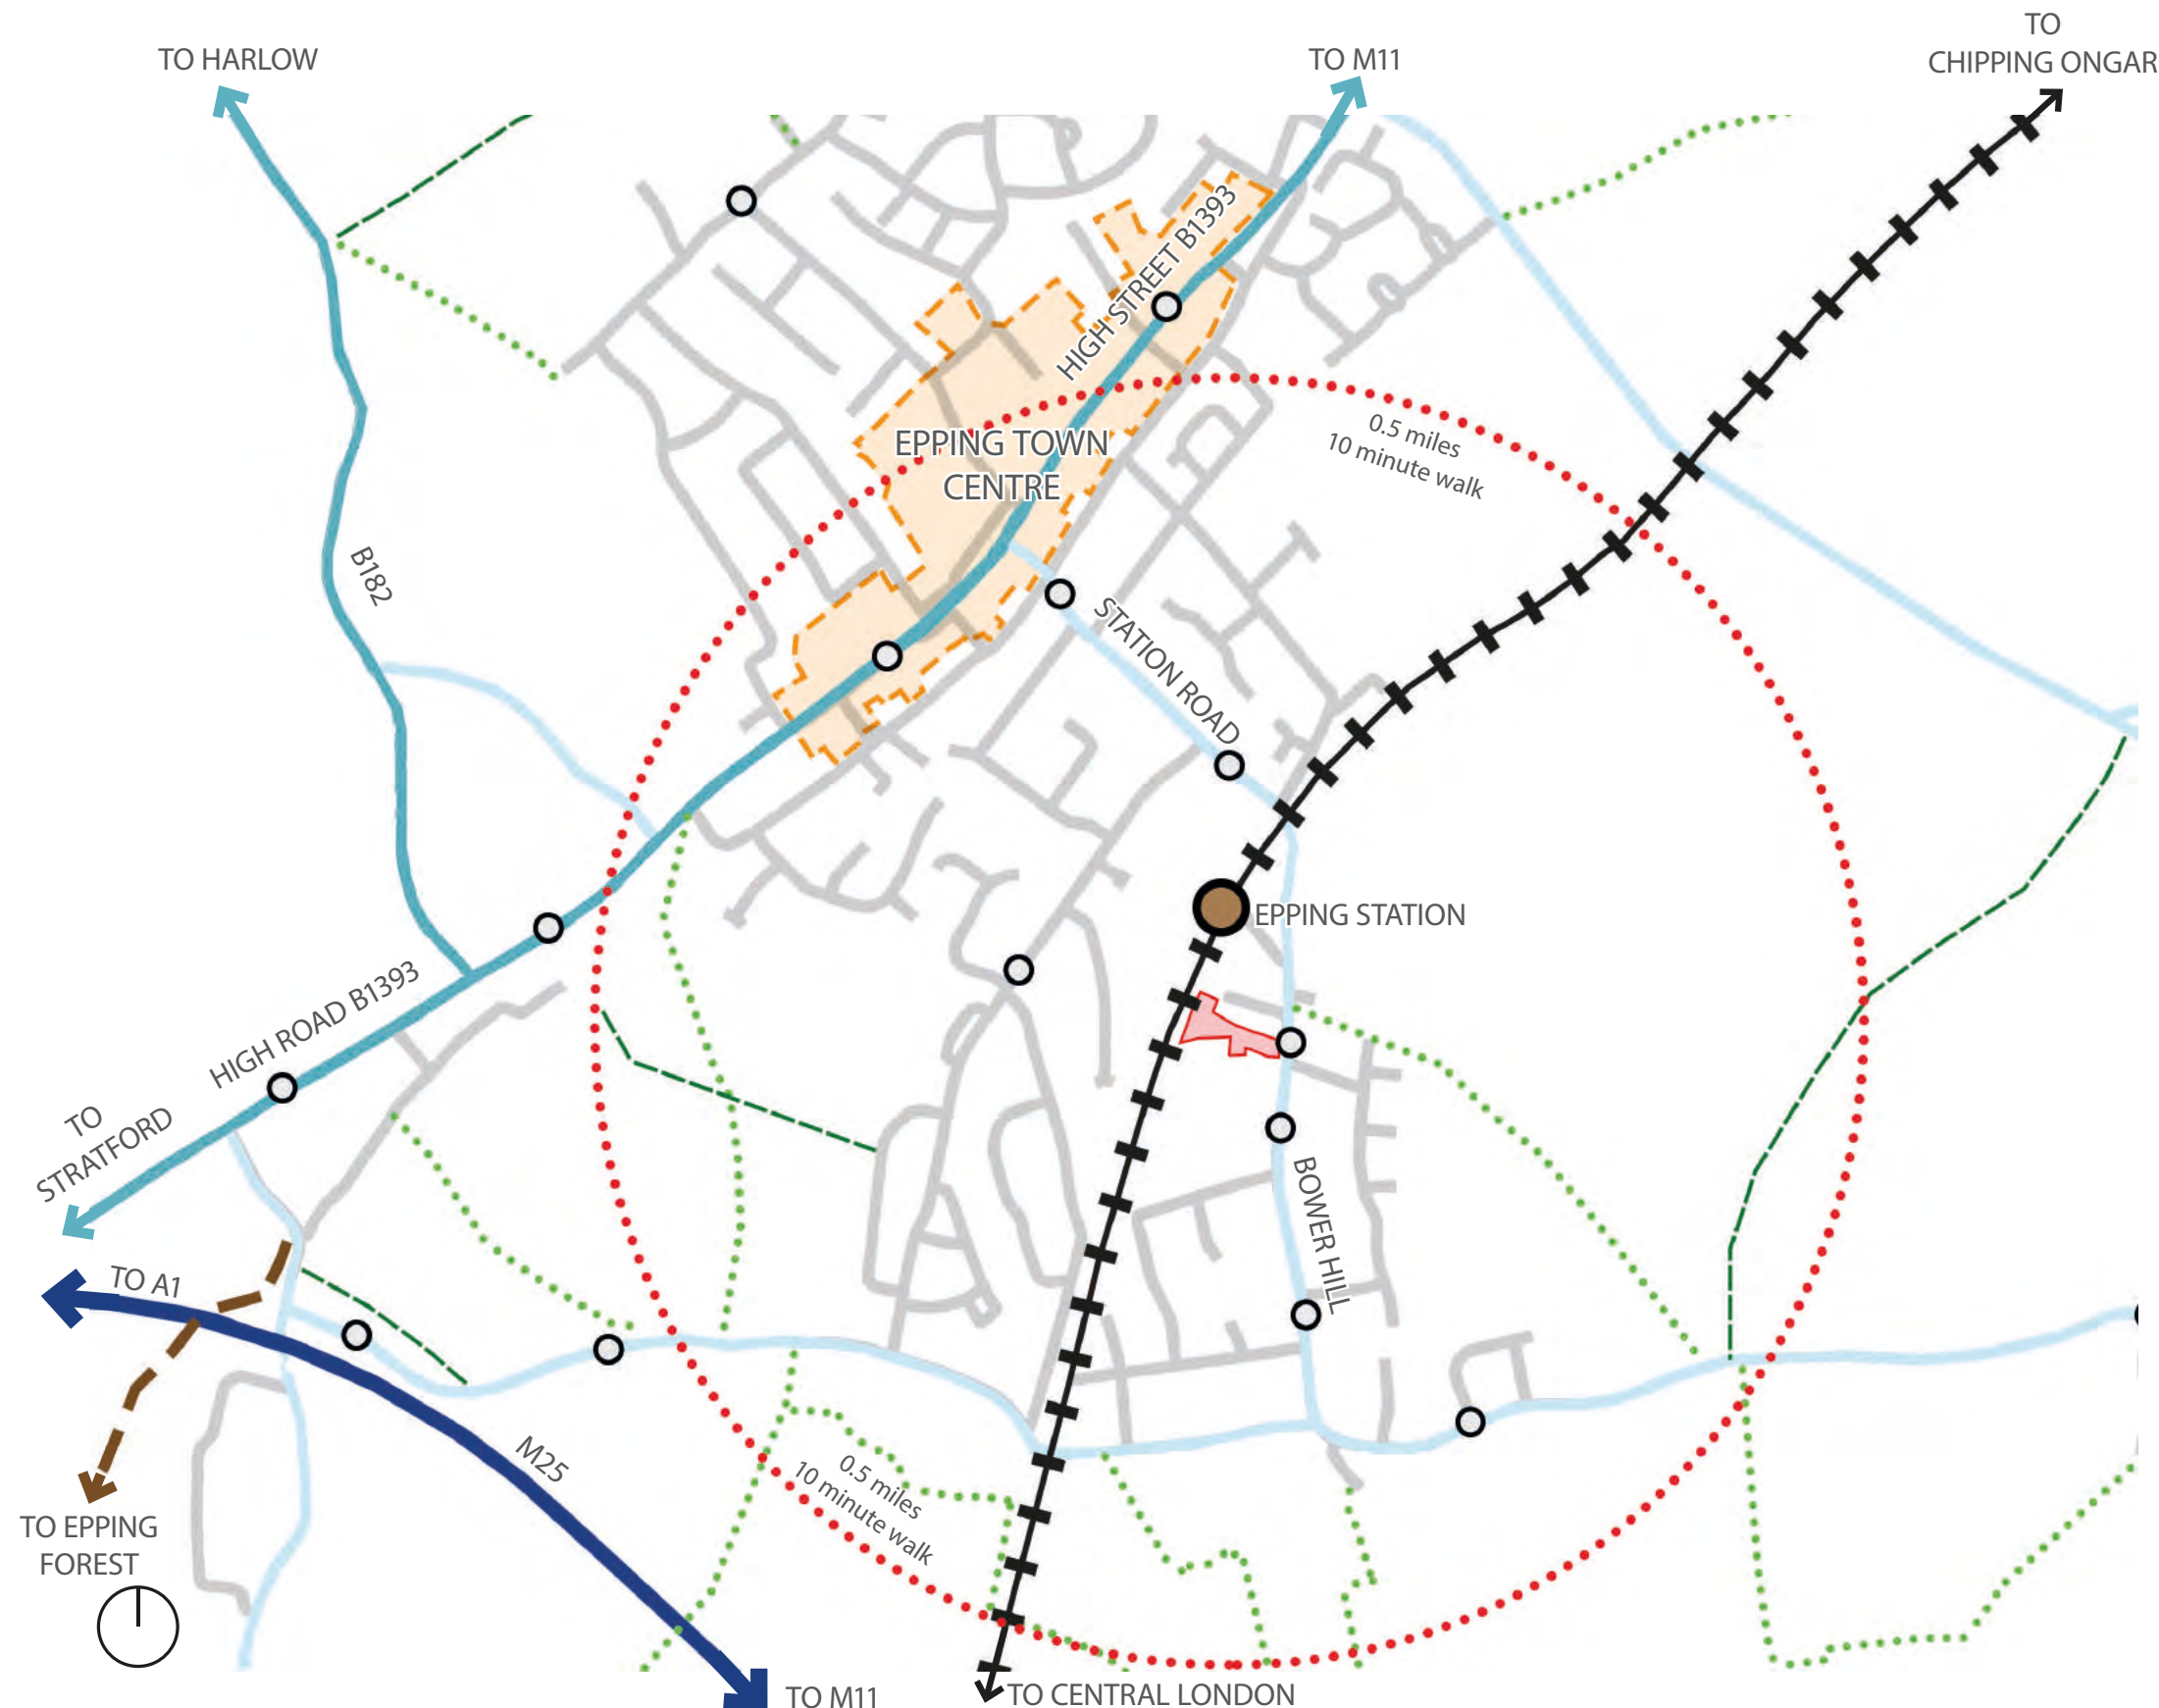 TO HARLOW
TO M11
TO
CHIPPING ONGAR
HIGH STREET B1393
0.5 miles
10 minute walk
EPPING TOWN
CENTRE
B182
STATION ROAD
EPPING STATION
HIGH ROAD B1393
TO
STRATFORD
BOWER HILL
TO A1
M25
0.5 miles
10 minute walk
TO EPPING
FOREST
TO M11
TO CENTRAL LONDON